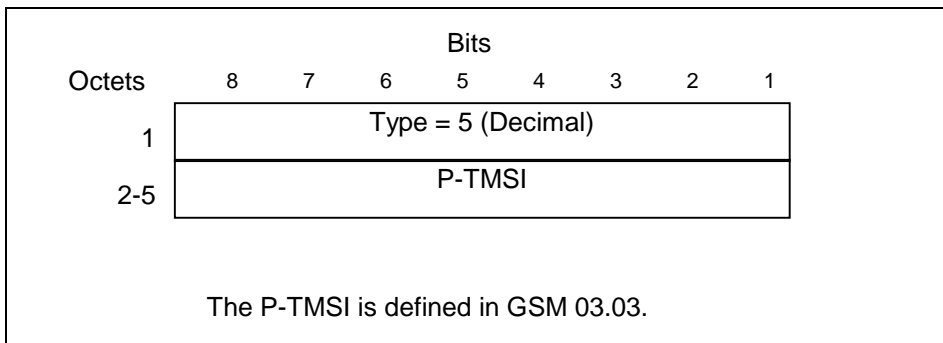 Bits
Octets 8 7 6 5 4 3 2 1
1 Type = 5 (Decimal)
2-5 P-TMSI
The P-TMSI is defined in GSM 03.03.